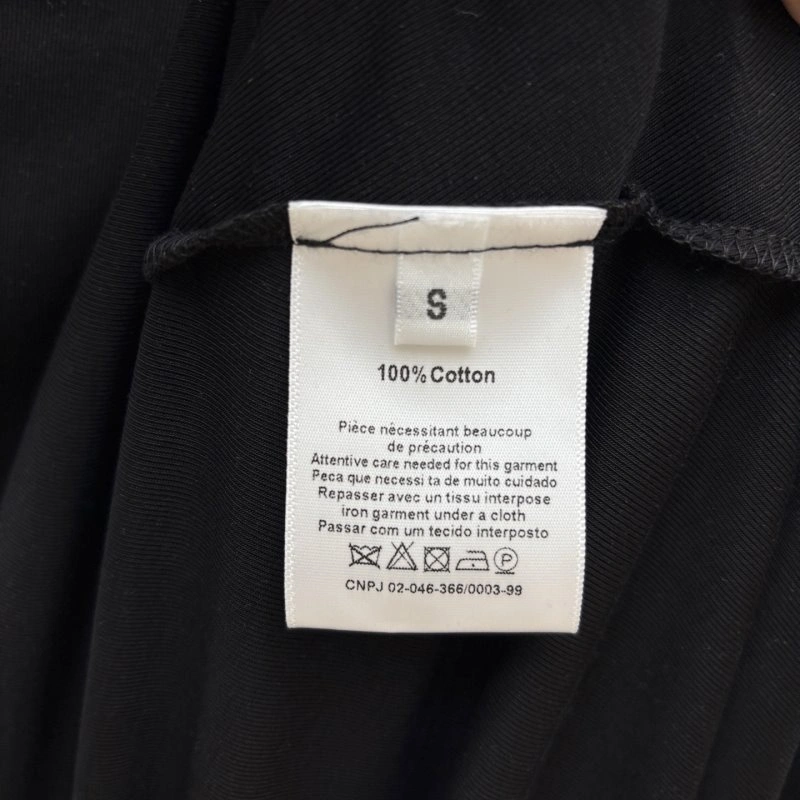 S
100% Cotton
Pièce nécessitant beaucoup
de précaution
Attentive care needed for this garment
Peca que necessi ta de muito cuidado
Repasser avec un tissu interpose
iron garment under a cloth
Passar com um tecido interposto
P
CNPJ 02-046-366/0003-99